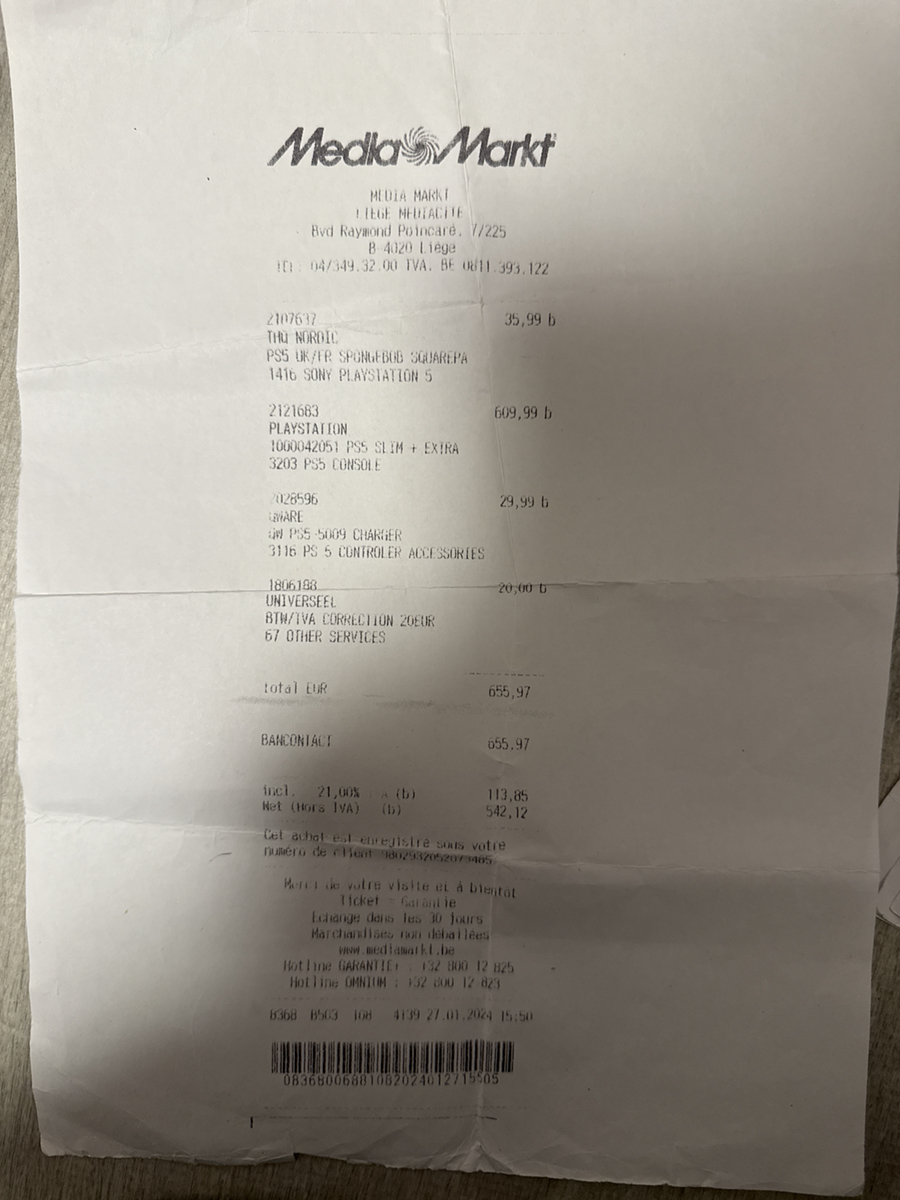 Media Markt
MEDIA MARKT
LIEGE MEDIACITE
Bvd Raymond Poincaré, 7/225
B-4020 Liège
TEL. 04/349.32.00 TVA. BE 0811.393.122
2107637 35,99 b
THQ NORDIC
PS5 UK/FR SPONGEBOB SQUAREPA
1416 SONY PLAYSTATION 5
2121683 609,99 b
PLAYSTATION
1000042051 PS5 SLIM + EXTRA
3203 PS5 CONSOLE
2028596 29,99 b
GWARE
GW PS5-5009 CHARGER
3116 PS 5 CONTROLER ACCESSORIES
1806188 20,00 b
UNIVERSEEL
BTW/TVA CORRECTION 20EUR
67 OTHER SERVICES
total EUR 655,97
BANCONTACT 655,97
incl. 21,00% (b) 113,85
Net (Hors TVA) (b) 542,12
Cet achat est enregistré sous votre
numéro de client
Merci de votre visite et à bientôt
Ticket = Garantie
Echange dans les 30 jours
Marchandises non déballées
www.mediamarkt.be
Hotline GARANTIE+ : +32 800 12 825
Hotline OMNIUM : +32 800 12 823
8368 108 4139 27.01.2024 15:50